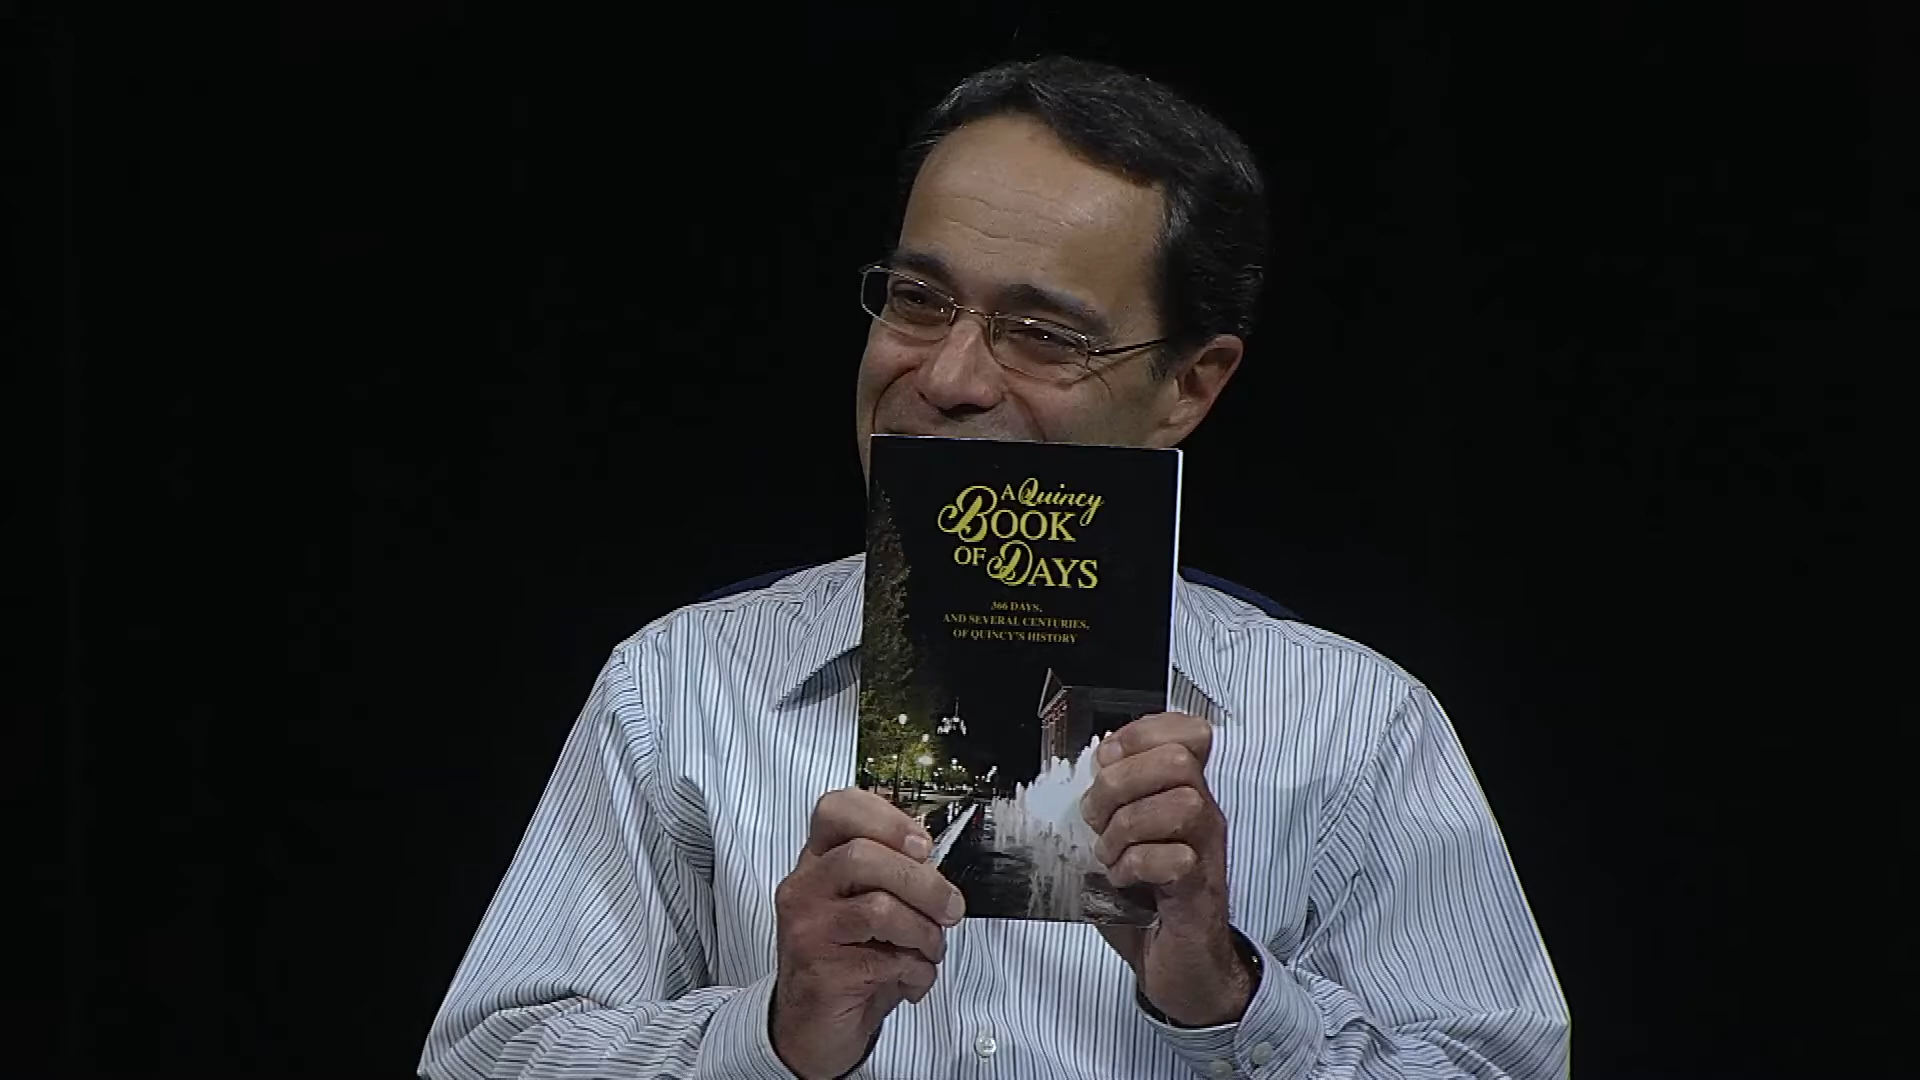 A Quincy
BOOK
OF DAYS
366 DAYS,
AND SEVERAL CENTURIES,
OF QUINCY'S HISTORY